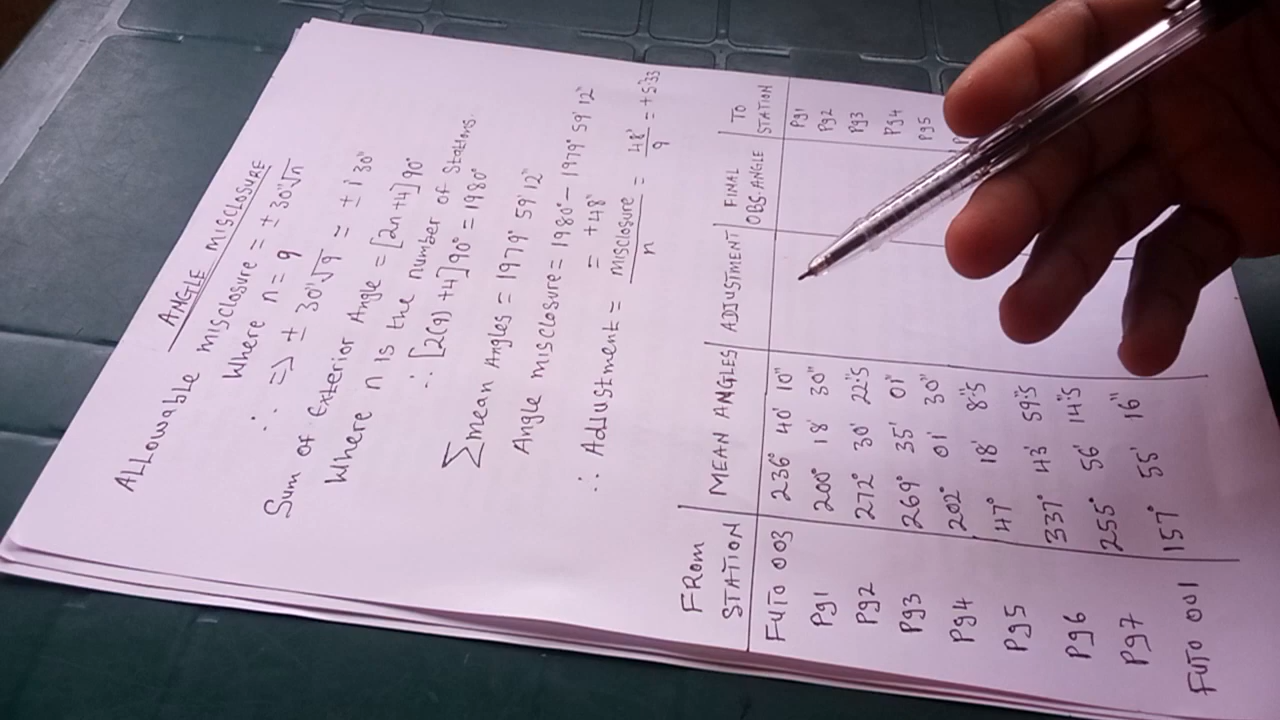 ANGLE MISCLOSURE
Allowable misclosure = ± 30"√n
Where n = 9
∴ => ± 30"√9 = ± 1' 30"
Sum of Exterior Angle = [2n+4]90°
Where n is the number of Stations.
∴ [2(9)+4]90° = 1980°
∑mean Angles = 1979° 59' 12"
Angle misclosure = 1980° - 1979° 59' 12"
= +48"
∴ Adjustment = misclosure / n = 48" / 9 = +5.33
FROM STATION | MEAN ANGLES | ADJUSTMENT | FINAL OBS. ANGLE | TO STATION
FUTO 003 236° 40' 10" Pg1
Pg1 200° 18' 30" Pg2
Pg2 272° 30' 22".5 Pg3
Pg3 269° 35' 01" Pg4
Pg4 202° 01' 30" Pg5
Pg5 47° 18' 8".5
Pg6 337° 43' 59".5
Pg7 255° 56' 14".5
FUTO 001 157° 55' 16"